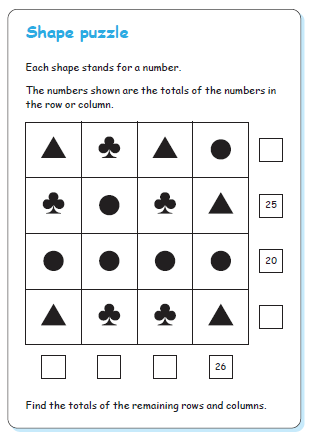 Shape puzzle
Each shape stands for a number.
The numbers shown are the totals of the numbers in
the row or column.
25
20
26
Find the totals of the remaining rows and columns.